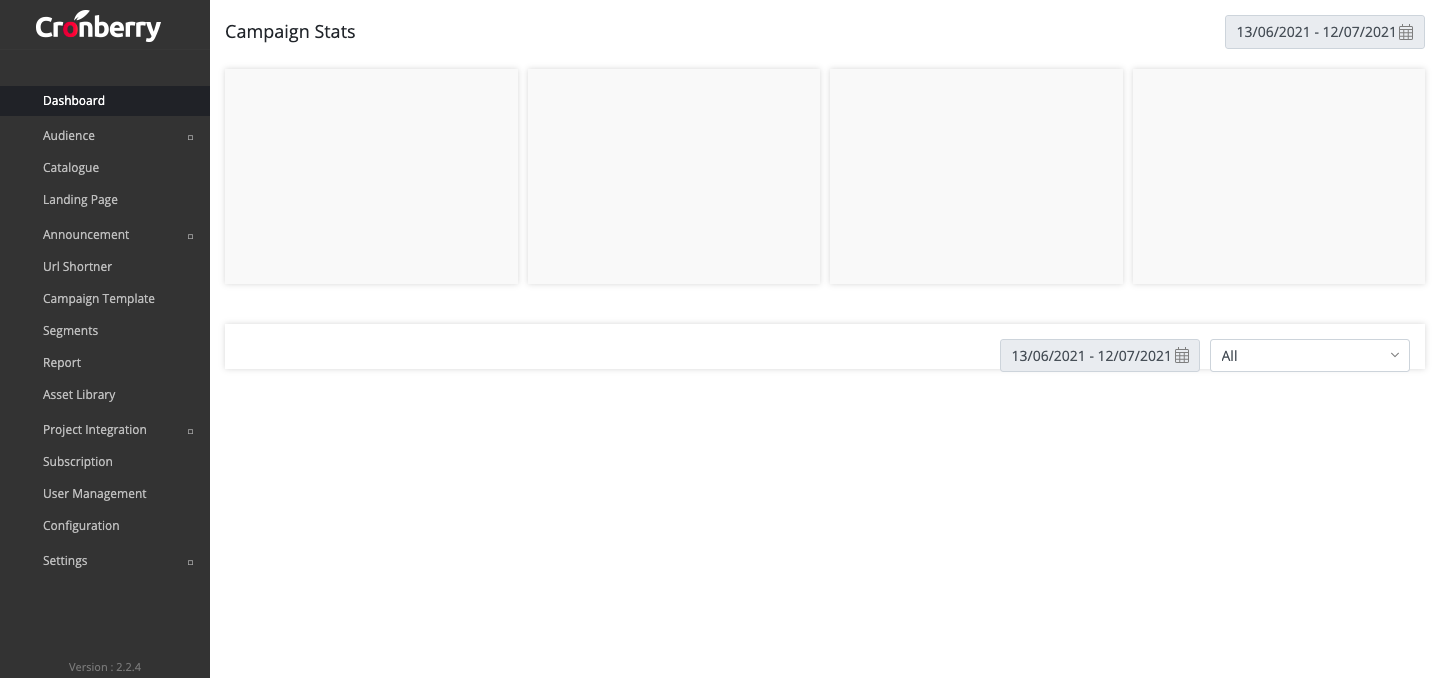 Cronberry
Campaign Stats
13/06/2021 - 12/07/2021
Dashboard
Audience
Catalogue
Landing Page
Announcement
Url Shortner
Campaign Template
Segments
Report
Asset Library
Project Integration
Subscription
User Management
Configuration
Settings
Version : 2.2.4
13/06/2021 - 12/07/2021
All